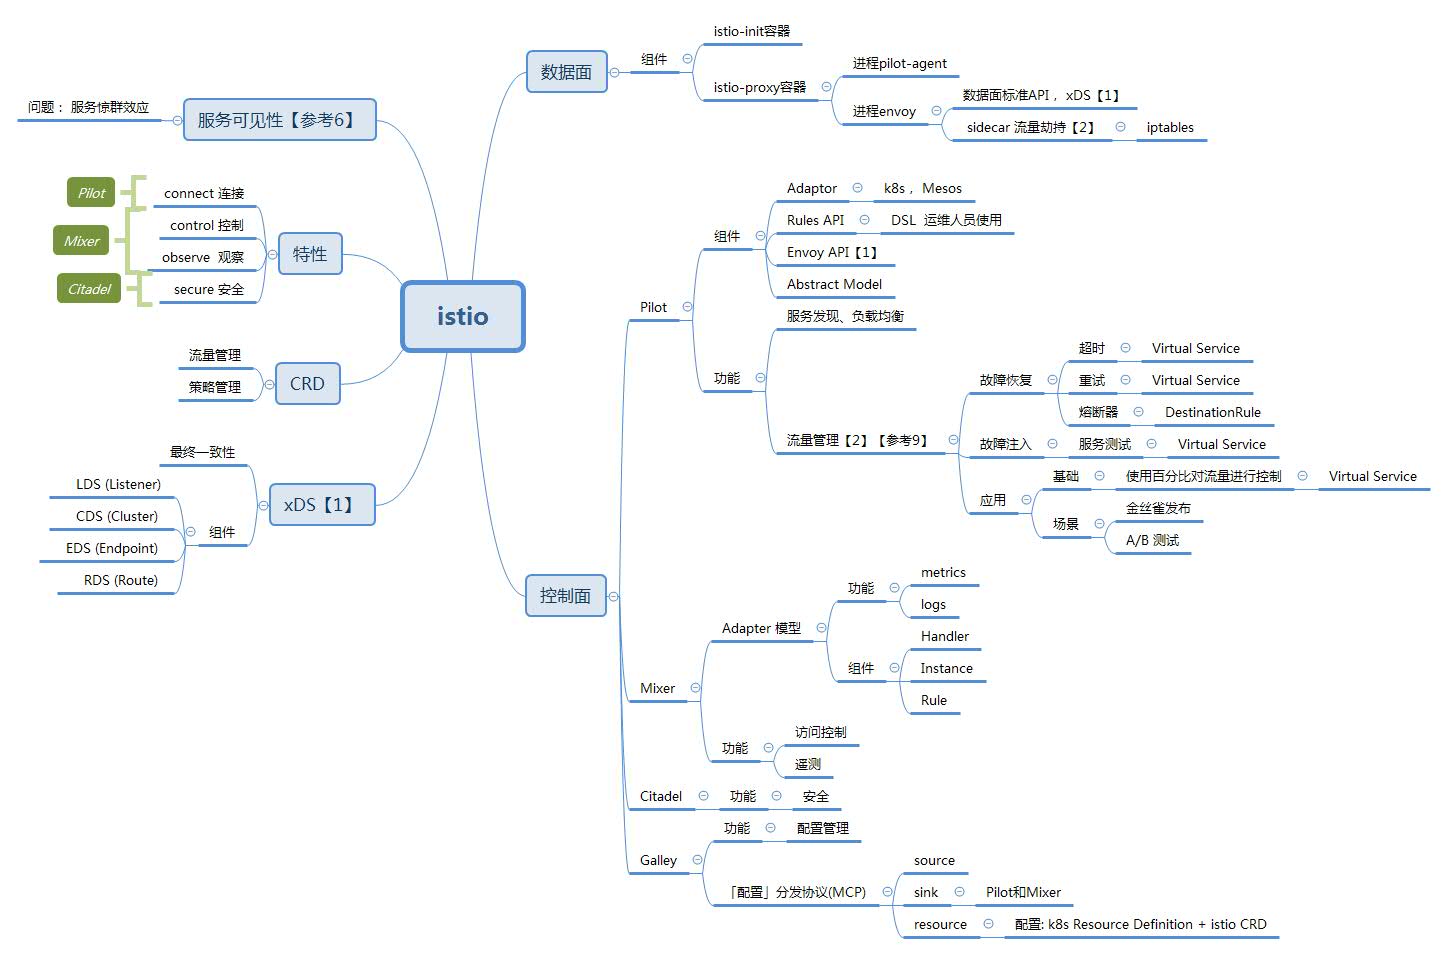 istio
数据面
组件
istio-init容器
istio-proxy容器
进程pilot-agent
进程envoy
数据面标准API， xDS【1】
sidecar 流量劫持【2】
iptables
服务可见性【参考6】
问题： 服务惊群效应
特性
connect 连接
control 控制
observe 观察
secure 安全
Pilot
Mixer
Citadel
CRD
流量管理
策略管理
xDS【1】
最终一致性
组件
LDS (Listener)
CDS (Cluster)
EDS (Endpoint)
RDS (Route)
控制面
Pilot
组件
Adaptor
k8s， Mesos
Rules API
DSL 运维人员使用
Envoy API【1】
Abstract Model
功能
服务发现、负载均衡
流量管理【2】【参考9】
故障恢复
超时
Virtual Service
重试
Virtual Service
熔断器
DestinationRule
故障注入
服务测试
Virtual Service
应用
基础
使用百分比对流量进行控制
Virtual Service
场景
金丝雀发布
A/B 测试
Mixer
Adapter 模型
功能
metrics
logs
组件
Handler
Instance
Rule
功能
访问控制
遥测
Citadel
功能
安全
Galley
功能
配置管理
「配置」分发协议(MCP)
source
sink
Pilot和Mixer
resource
配置: k8s Resource Definition + istio CRD